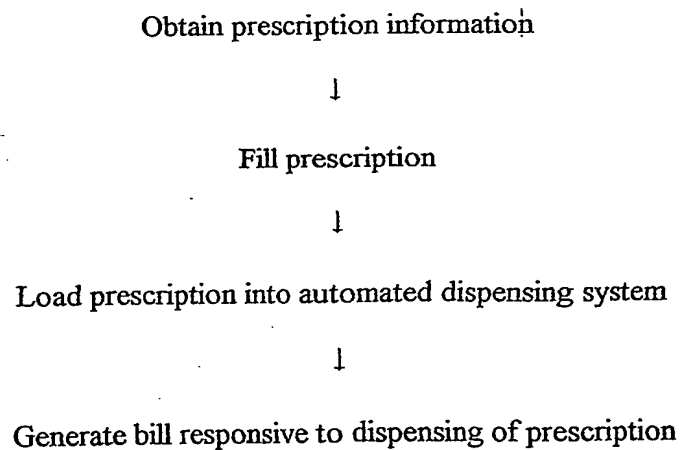 Obtain prescription information
↓
Fill prescription
↓
Load prescription into automated dispensing system
↓
Generate bill responsive to dispensing of prescription